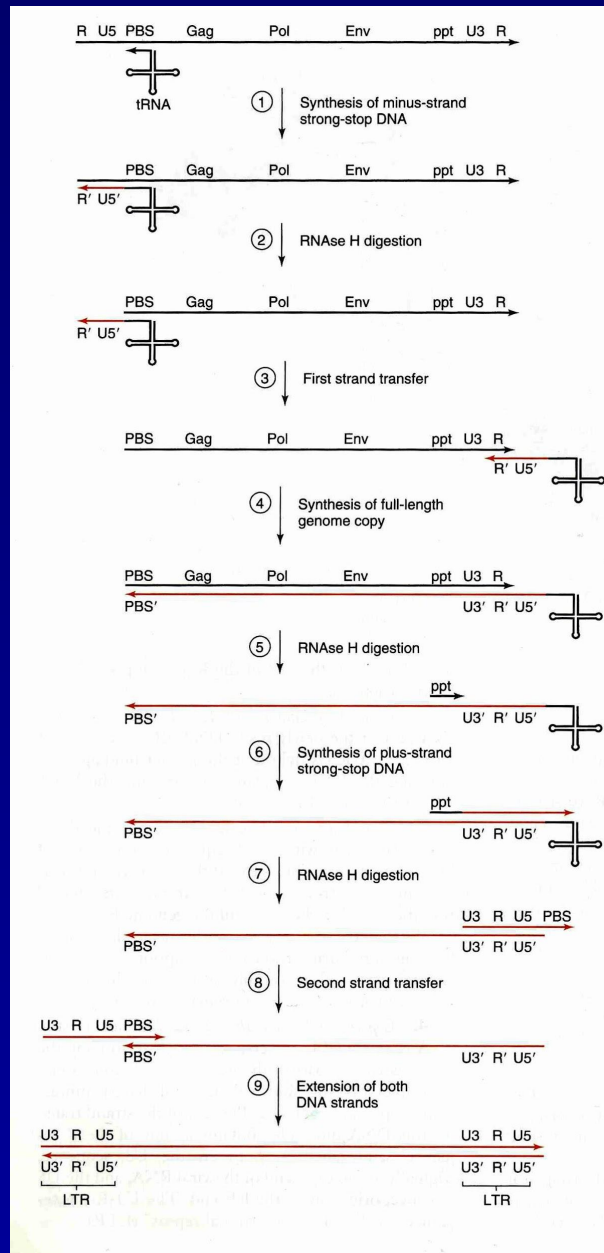 R U5 PBS Gag Pol Env ppt U3 R
tRNA
1 Synthesis of minus-strand
strong-stop DNA
PBS Gag Pol Env ppt U3 R
R′ U5′
2 RNAse H digestion
PBS Gag Pol Env ppt U3 R
R′ U5′
3 First strand transfer
PBS Gag Pol Env ppt U3 R
R′ U5′
4 Synthesis of full-length
genome copy
PBS Gag Pol Env ppt U3 R
PBS′ U3′ R′ U5′
5 RNAse H digestion
ppt
PBS′ U3′ R′ U5′
6 Synthesis of plus-strand
strong-stop DNA
ppt
PBS′ U3′ R′ U5′
7 RNAse H digestion
U3 R U5 PBS
PBS′ U3′ R′ U5′
8 Second strand transfer
U3 R U5 PBS
PBS′ U3′ R′ U5′
9 Extension of both
DNA strands
U3 R U5 U3 R U5
U3′ R′ U5′ U3′ R′ U5′
LTR LTR